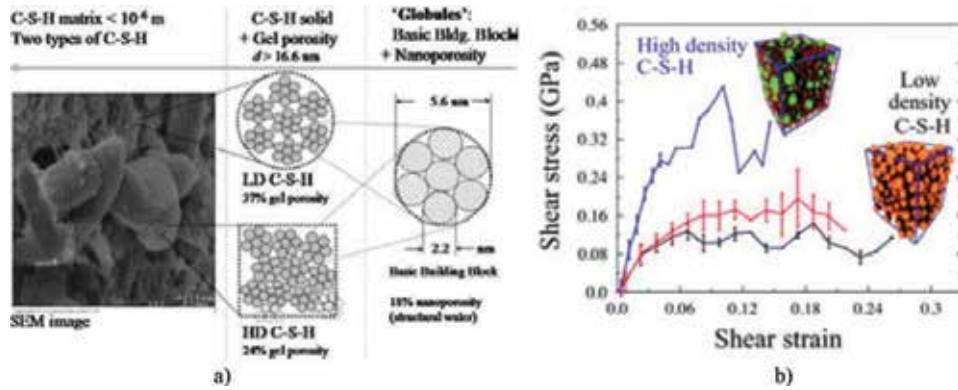 C-S-H matrix < 10⁻⁶ m
Two types of C-S-H
C-S-H solid
+ Gel porosity
d > 16.6 nm
"Globules":
Basic Bldg. Block
+ Nanoporosity
5.6 nm
LD C-S-H
37% gel porosity
2.2 nm
Basic Building Block
18% nanoporosity
(structural water)
HD C-S-H
24% gel porosity
SEM image
a)
Shear stress (GPa)
0.56
0.48
0.4
0.32
0.24
0.16
0.08
0.0
High density
C-S-H
Low
density
C-S-H
0.0 0.06 0.12 0.18 0.24 0.3
Shear strain
b)